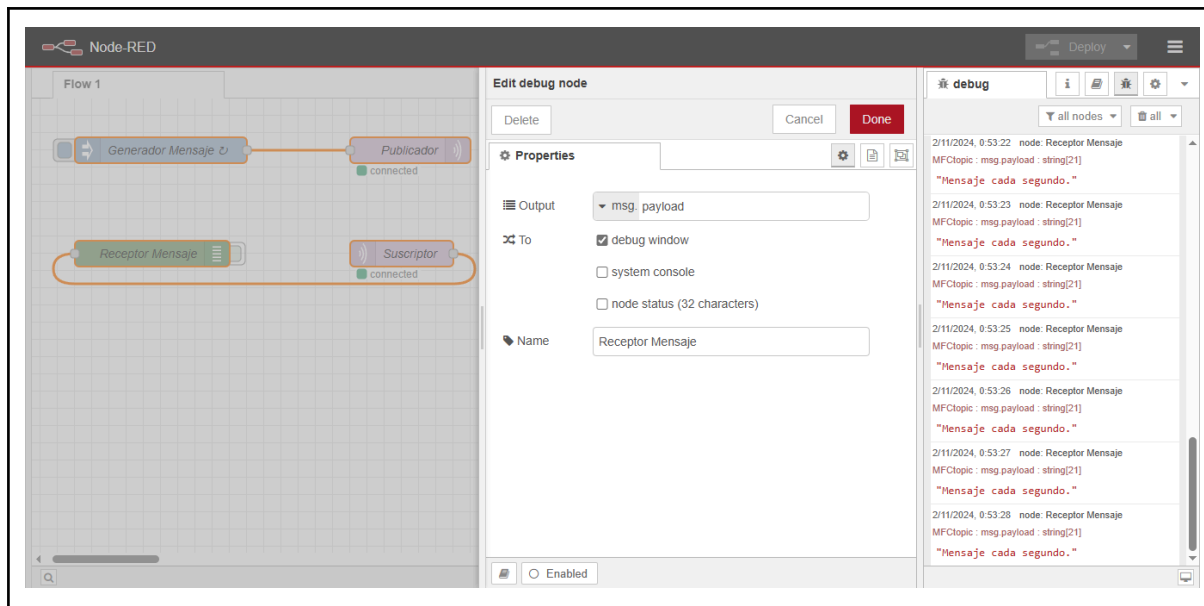 Node-RED
Deploy
Flow 1
Generador Mensaje ↻
Publicador
connected
Receptor Mensaje
Suscriptor
connected
Edit debug node
Delete
Cancel
Done
Properties
Output
msg. payload
To
debug window
system console
node status (32 characters)
Name
Receptor Mensaje
Enabled
debug
i
all nodes
all
2/11/2024, 0:53:22 node: Receptor Mensaje
MFCtopic : msg.payload : string[21]
"Mensaje cada segundo."
2/11/2024, 0:53:23 node: Receptor Mensaje
MFCtopic : msg.payload : string[21]
"Mensaje cada segundo."
2/11/2024, 0:53:24 node: Receptor Mensaje
MFCtopic : msg.payload : string[21]
"Mensaje cada segundo."
2/11/2024, 0:53:25 node: Receptor Mensaje
MFCtopic : msg.payload : string[21]
"Mensaje cada segundo."
2/11/2024, 0:53:26 node: Receptor Mensaje
MFCtopic : msg.payload : string[21]
"Mensaje cada segundo."
2/11/2024, 0:53:27 node: Receptor Mensaje
MFCtopic : msg.payload : string[21]
"Mensaje cada segundo."
2/11/2024, 0:53:28 node: Receptor Mensaje
MFCtopic : msg.payload : string[21]
"Mensaje cada segundo."